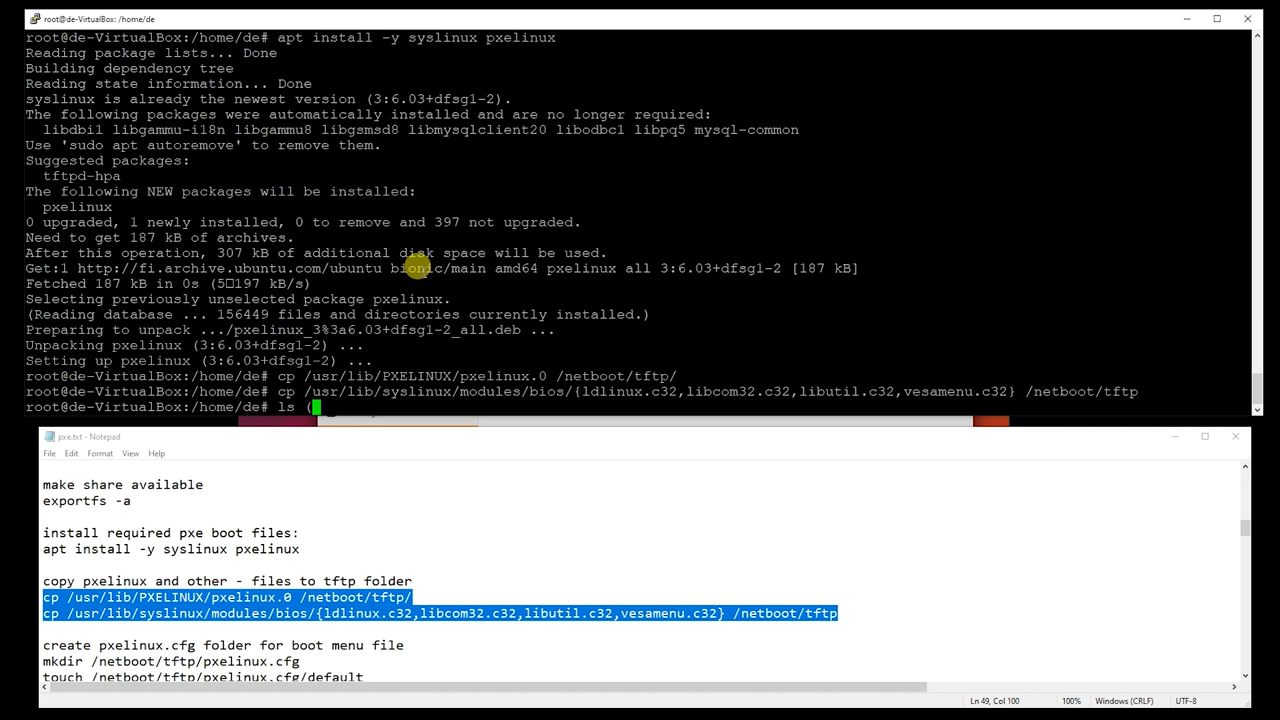 root@de-VirtualBox: /home/de
root@de-VirtualBox:/home/de# apt install -y syslinux pxelinux
Reading package lists... Done
Building dependency tree
Reading state information... Done
syslinux is already the newest version (3:6.03+dfsg1-2).
The following packages were automatically installed and are no longer required:
  libdbi1 libgammu-i18n libgammu8 libgsmsd8 libmysqlclient20 libodbc1 libpq5 mysql-common
Use 'sudo apt autoremove' to remove them.
Suggested packages:
  tftpd-hpa
The following NEW packages will be installed:
  pxelinux
0 upgraded, 1 newly installed, 0 to remove and 397 not upgraded.
Need to get 187 kB of archives.
After this operation, 307 kB of additional disk space will be used.
Get:1 http://fi.archive.ubuntu.com/ubuntu bionic/main amd64 pxelinux all 3:6.03+dfsg1-2 [187 kB]
Fetched 187 kB in 0s (5□197 kB/s)
Selecting previously unselected package pxelinux.
(Reading database ... 156449 files and directories currently installed.)
Preparing to unpack .../pxelinux_3%3a6.03+dfsg1-2_all.deb ...
Unpacking pxelinux (3:6.03+dfsg1-2) ...
Setting up pxelinux (3:6.03+dfsg1-2) ...
root@de-VirtualBox:/home/de# cp /usr/lib/PXELINUX/pxelinux.0 /netboot/tftp/
root@de-VirtualBox:/home/de# cp /usr/lib/syslinux/modules/bios/{ldlinux.c32,libcom32.c32,libutil.c32,vesamenu.c32} /netboot/tftp
root@de-VirtualBox:/home/de# ls (
pxe.txt - Notepad
File Edit Format View Help
make share available
exportfs -a
install required pxe boot files:
apt install -y syslinux pxelinux
copy pxelinux and other - files to tftp folder
cp /usr/lib/PXELINUX/pxelinux.0 /netboot/tftp/
cp /usr/lib/syslinux/modules/bios/{ldlinux.c32,libcom32.c32,libutil.c32,vesamenu.c32} /netboot/tftp
create pxelinux.cfg folder for boot menu file
mkdir /netboot/tftp/pxelinux.cfg
touch /netboot/tftp/pxelinux.cfg/default
Ln 49, Col 100 100% Windows (CRLF) UTF-8